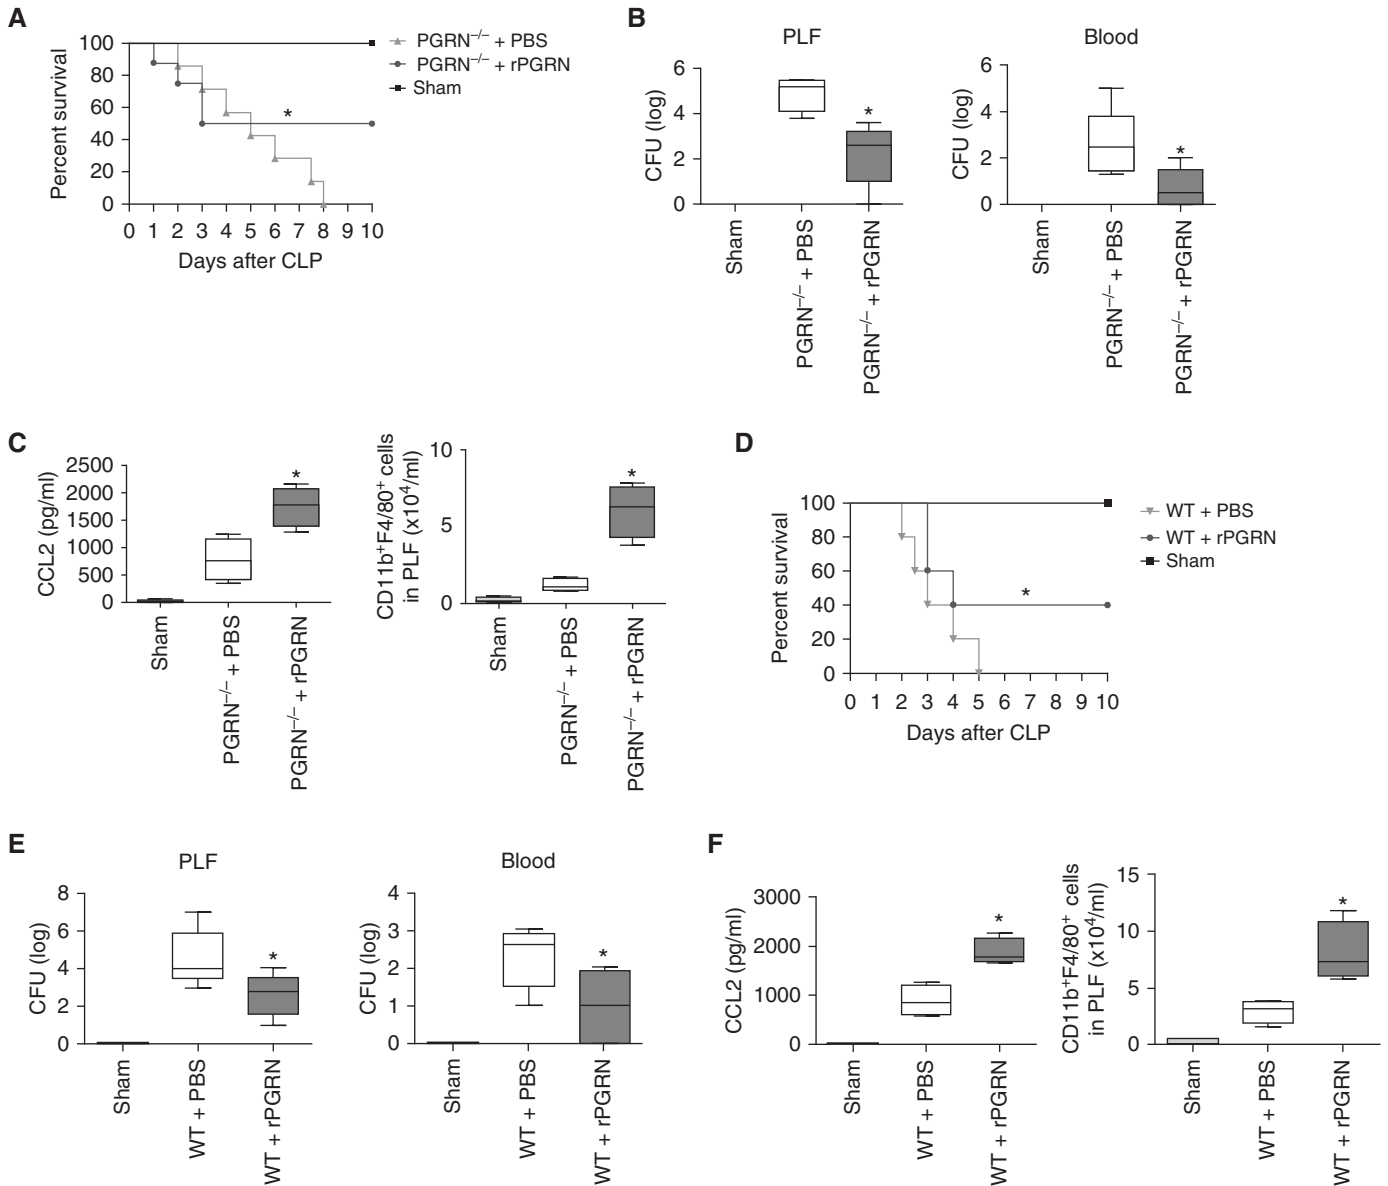 A
Percent survival
100
80
60
40
20
0
*
0 1 2 3 4 5 6 7 8 9 10
Days after CLP
PGRN–/– + PBS
PGRN–/– + rPGRN
Sham
B
PLF
CFU (log)
6
4
2
0
*
Sham
PGRN–/– + PBS
PGRN–/– + rPGRN
Blood
CFU (log)
6
4
2
0
*
Sham
PGRN–/– + PBS
PGRN–/– + rPGRN
C
CCL2 (pg/ml)
2500
2000
1500
1000
500
0
*
Sham
PGRN–/– + PBS
PGRN–/– + rPGRN
CD11b+F4/80+ cells
in PLF (x10⁴/ml)
10
5
0
*
Sham
PGRN–/– + PBS
PGRN–/– + rPGRN
D
Percent survival
100
80
60
40
20
0
*
0 1 2 3 4 5 6 7 8 9 10
Days after CLP
WT + PBS
WT + rPGRN
Sham
E
PLF
CFU (log)
8
6
4
2
0
*
Sham
WT + PBS
WT + rPGRN
Blood
CFU (log)
4
3
2
1
0
*
Sham
WT + PBS
WT + rPGRN
F
CCL2 (pg/ml)
3000
2000
1000
0
*
Sham
WT + PBS
WT + rPGRN
CD11b+F4/80+ cells
in PLF (x10⁴/ml)
15
10
5
0
*
Sham
WT + PBS
WT + rPGRN